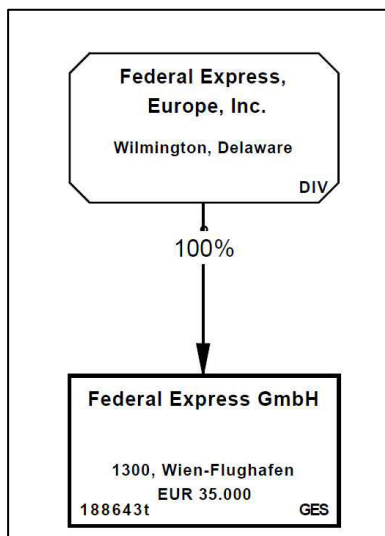 Federal Express,
Europe, Inc.
Wilmington, Delaware
DIV
100%
Federal Express GmbH
1300, Wien-Flughafen
EUR 35.000
188643t GES